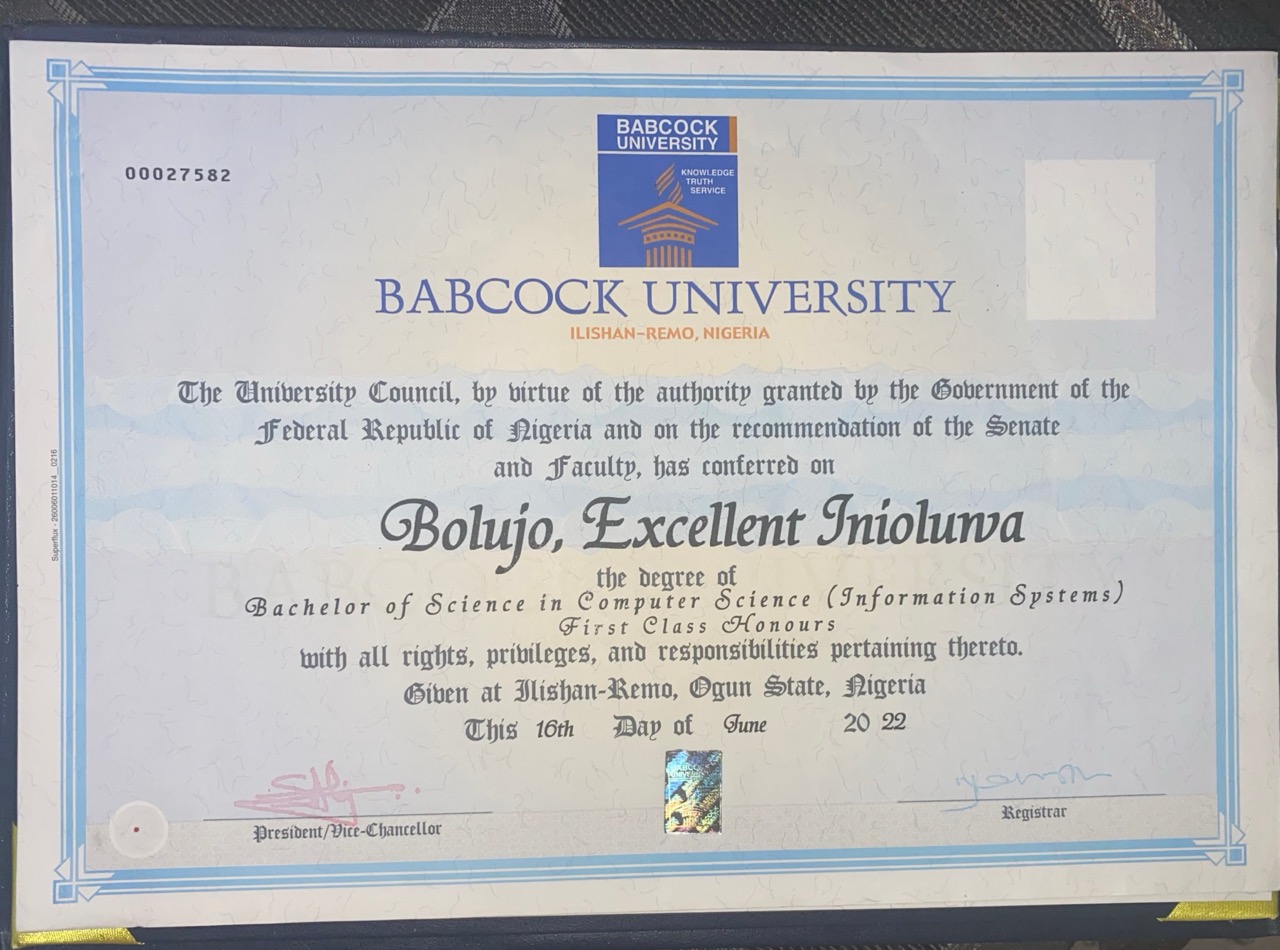 BABCOCK
UNIVERSITY
KNOWLEDGE
TRUTH
SERVICE
00027582
BABCOCK UNIVERSITY
ILISHAN-REMO, NIGERIA
The University Council, by virtue of the authority granted by the Government of the
Federal Republic of Nigeria and on the recommendation of the Senate
and Faculty, has conferred on
Bolujo, Excellent Inioluwa
the degree of
Bachelor of Science in Computer Science (Information Systems)
First Class Honours
with all rights, privileges, and responsibilities pertaining thereto.
Given at Ilishan-Remo, Ogun State, Nigeria
This 16th Day of June 20 22
President/Vice-Chancellor
Registrar
BABCOCK UNIVERSITY